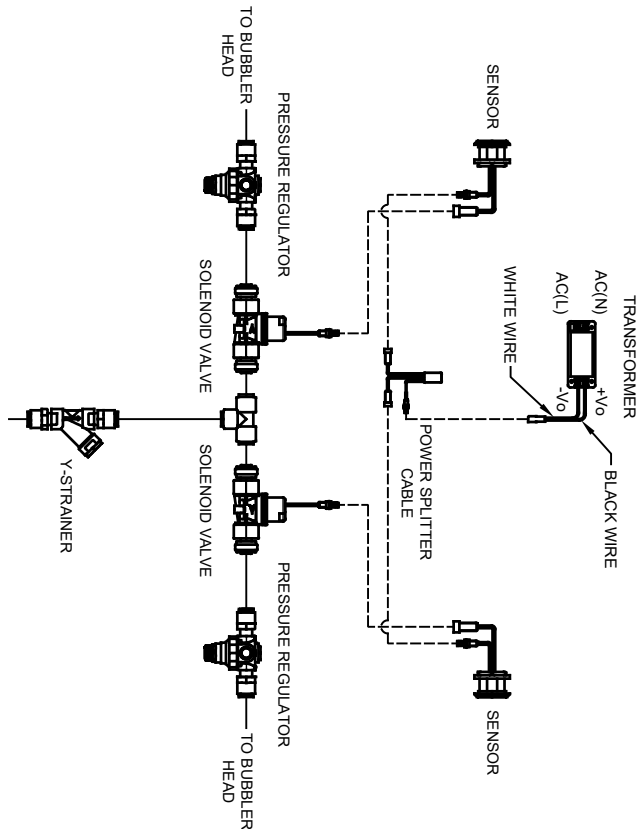 TRANSFORMER
AC(N)
+Vo
AC(L)
-Vo
BLACK WIRE
WHITE WIRE
SENSOR
SENSOR
POWER SPLITTER
CABLE
TO BUBBLER
HEAD
PRESSURE REGULATOR
SOLENOID VALVE
SOLENOID VALVE
PRESSURE REGULATOR
TO BUBBLER
HEAD
Y-STRAINER